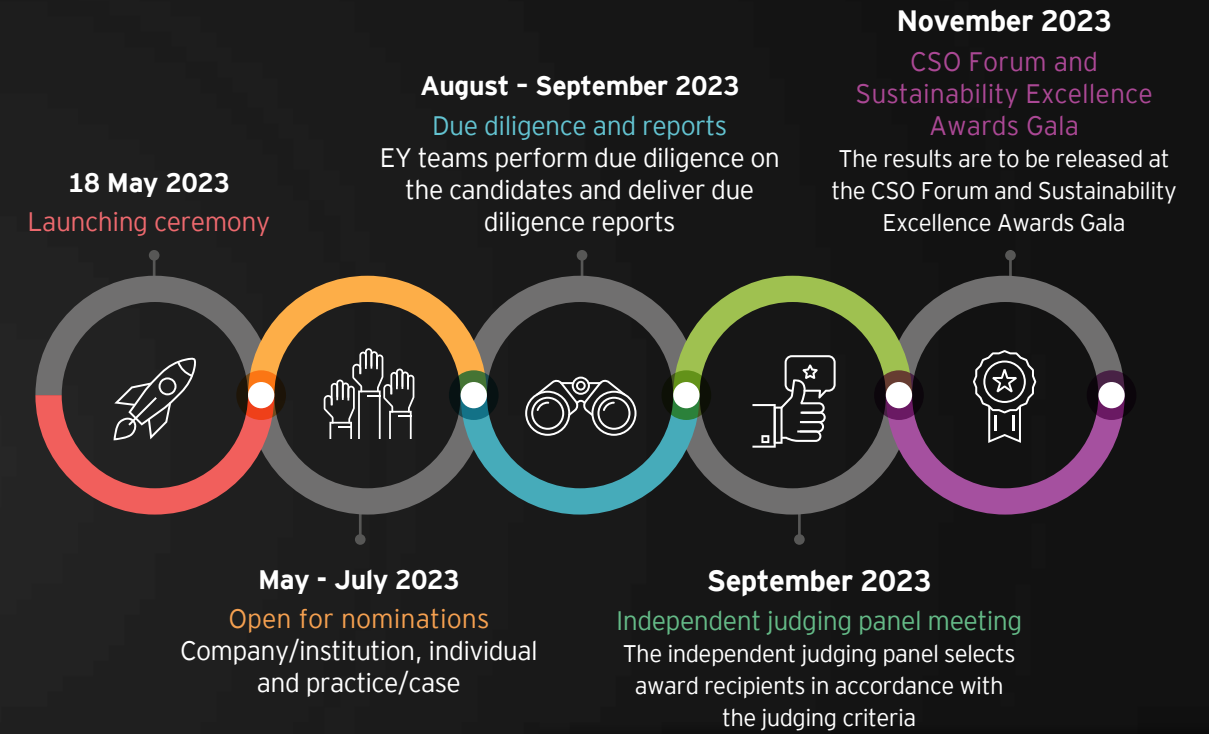 18 May 2023
Launching ceremony
May - July 2023
Open for nominations
Company/institution, individual
and practice/case
August – September 2023
Due diligence and reports
EY teams perform due diligence on
the candidates and deliver due
diligence reports
September 2023
Independent judging panel meeting
The independent judging panel selects
award recipients in accordance with
the judging criteria
November 2023
CSO Forum and
Sustainability Excellence
Awards Gala
The results are to be released at
the CSO Forum and Sustainability
Excellence Awards Gala